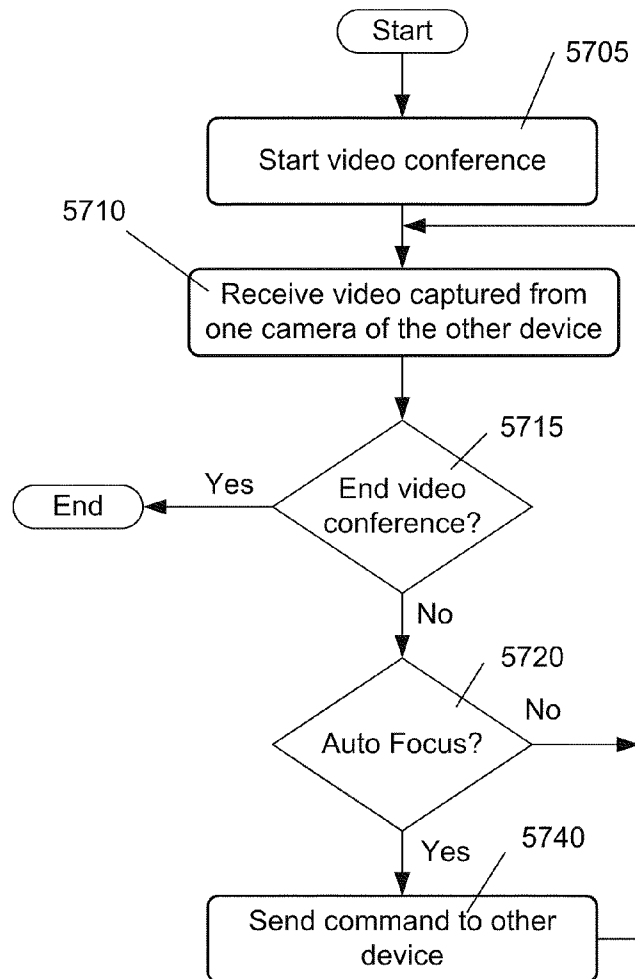 Start
5705
Start video conference
5710
Receive video captured from
one camera of the other device
5715
End video
conference?
Yes
End
No
5720
Auto Focus?
No
Yes
5740
Send command to other
device